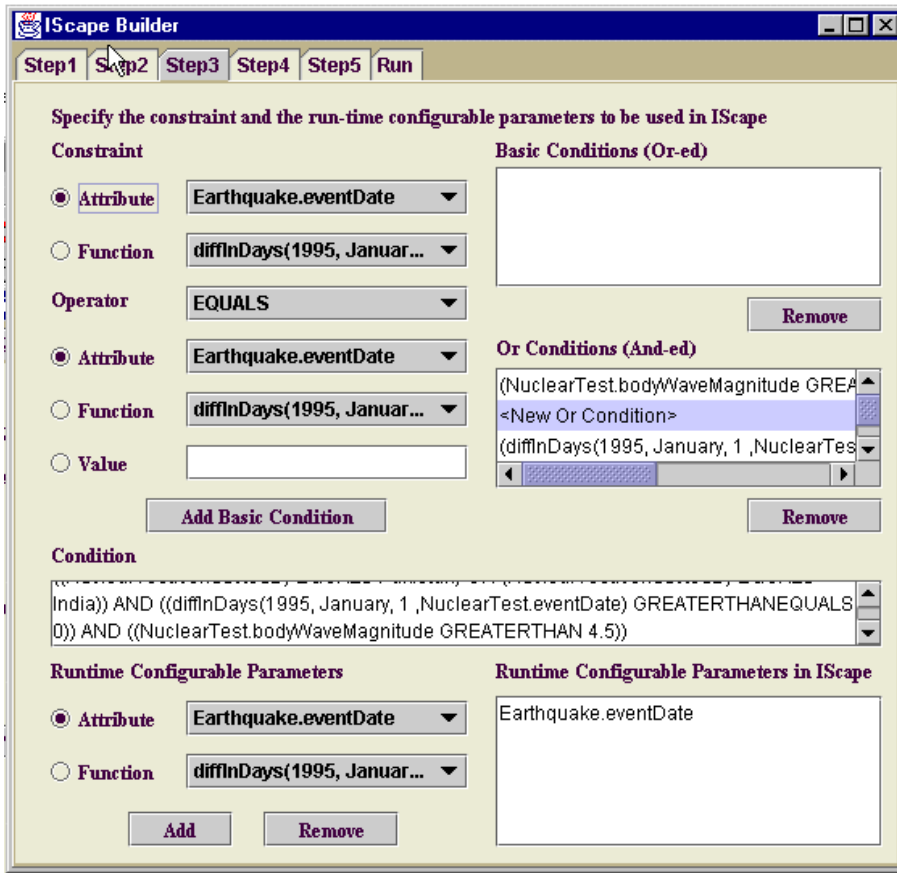 IScape Builder
Step1 Step2 Step3 Step4 Step5 Run
Specify the constraint and the run-time configurable parameters to be used in IScape
Constraint
Attribute Earthquake.eventDate
Function diffInDays(1995, Januar...
Operator EQUALS
Attribute Earthquake.eventDate
Function diffInDays(1995, Januar...
Value
Add Basic Condition
Basic Conditions (Or-ed)
Remove
Or Conditions (And-ed)
(NuclearTest.bodyWaveMagnitude GREA
<New Or Condition>
(diffInDays(1995, January, 1 ,NuclearTes
Remove
Condition
India)) AND ((diffInDays(1995, January, 1 ,NuclearTest.eventDate) GREATERTHANEQUALS
0)) AND ((NuclearTest.bodyWaveMagnitude GREATERTHAN 4.5))
Runtime Configurable Parameters
Attribute Earthquake.eventDate
Function diffInDays(1995, Januar...
Add Remove
Runtime Configurable Parameters in IScape
Earthquake.eventDate